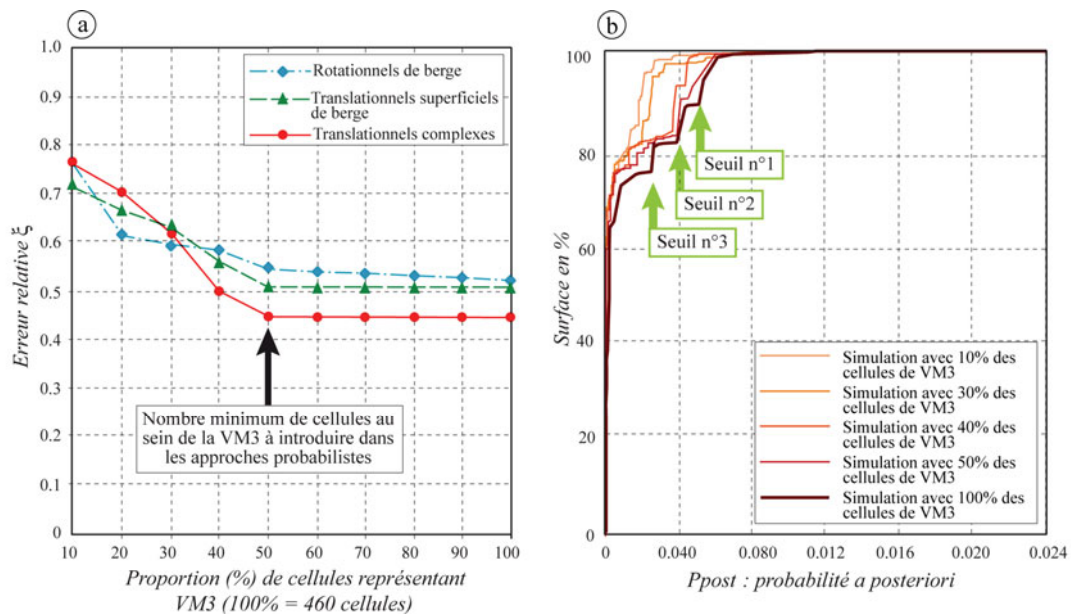 a
Erreur relative ξ
1.0
0.9
0.8
0.7
0.6
0.5
0.4
0.3
0.2
0.1
0
Rotationnels de berge
Translationnels superficiels
de berge
Translationnels complexes
Nombre minimum de cellules au
sein de la VM3 à introduire dans
les approches probabilistes
10 20 30 40 50 60 70 80 90 100
Proportion (%) de cellules représentant
VM3 (100% = 460 cellules)
b
Surface en %
100
80
60
40
20
0
Seuil n°1
Seuil n°2
Seuil n°3
Simulation avec 10% des
cellules de VM3
Simulation avec 30% des
cellules de VM3
Simulation avec 40% des
cellules de VM3
Simulation avec 50% des
cellules de VM3
Simulation avec 100% des
cellules de VM3
0 0.040 0.080 0.012 0.016 0.020 0.024
Ppost : probabilité a posteriori